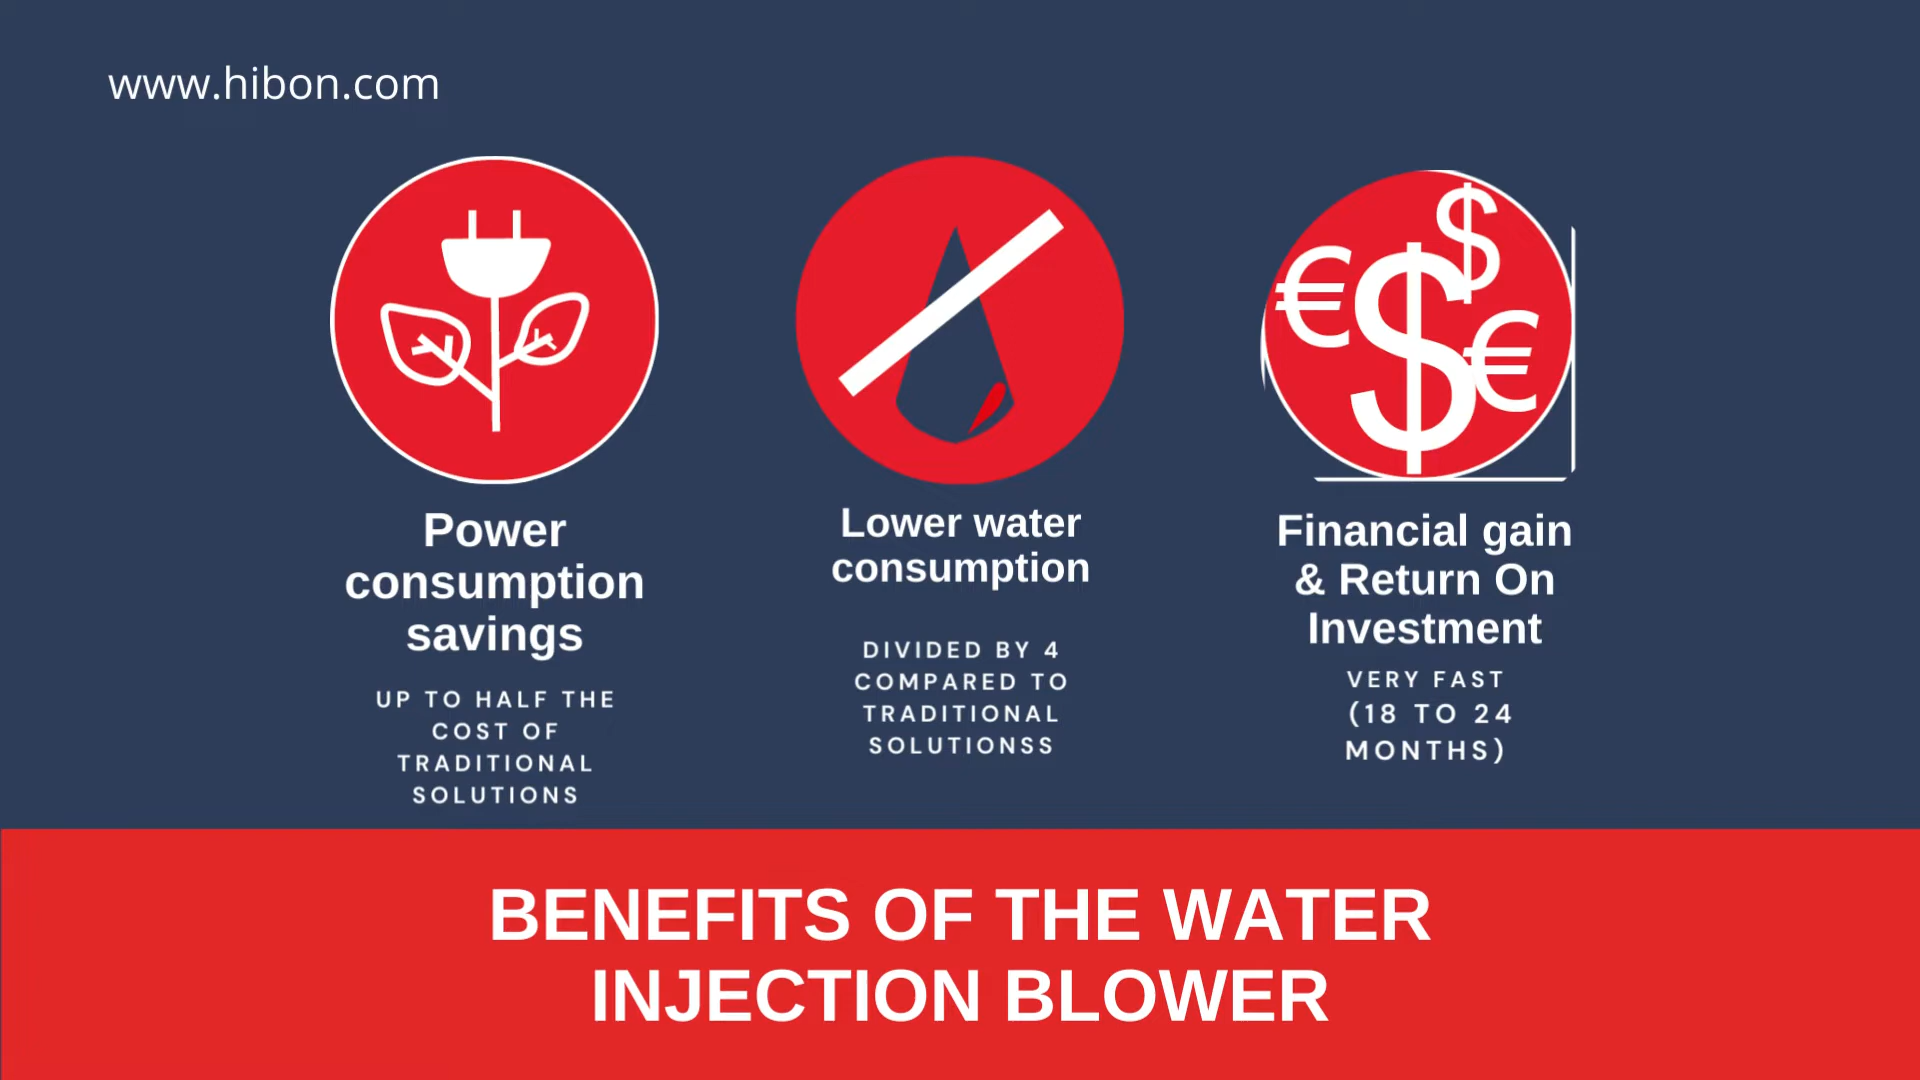 www.hibon.com
Power
consumption
savings
UP TO HALF THE
COST OF
TRADITIONAL
SOLUTIONS
Lower water
consumption
DIVIDED BY 4
COMPARED TO
TRADITIONAL
SOLUTIONSS
€ $ $ €
Financial gain
& Return On
Investment
VERY FAST
(18 TO 24
MONTHS)
BENEFITS OF THE WATER
INJECTION BLOWER